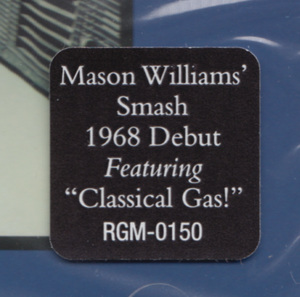 Mason Williams'
Smash
1968 Debut
Featuring
"Classical Gas!"
RGM-0150